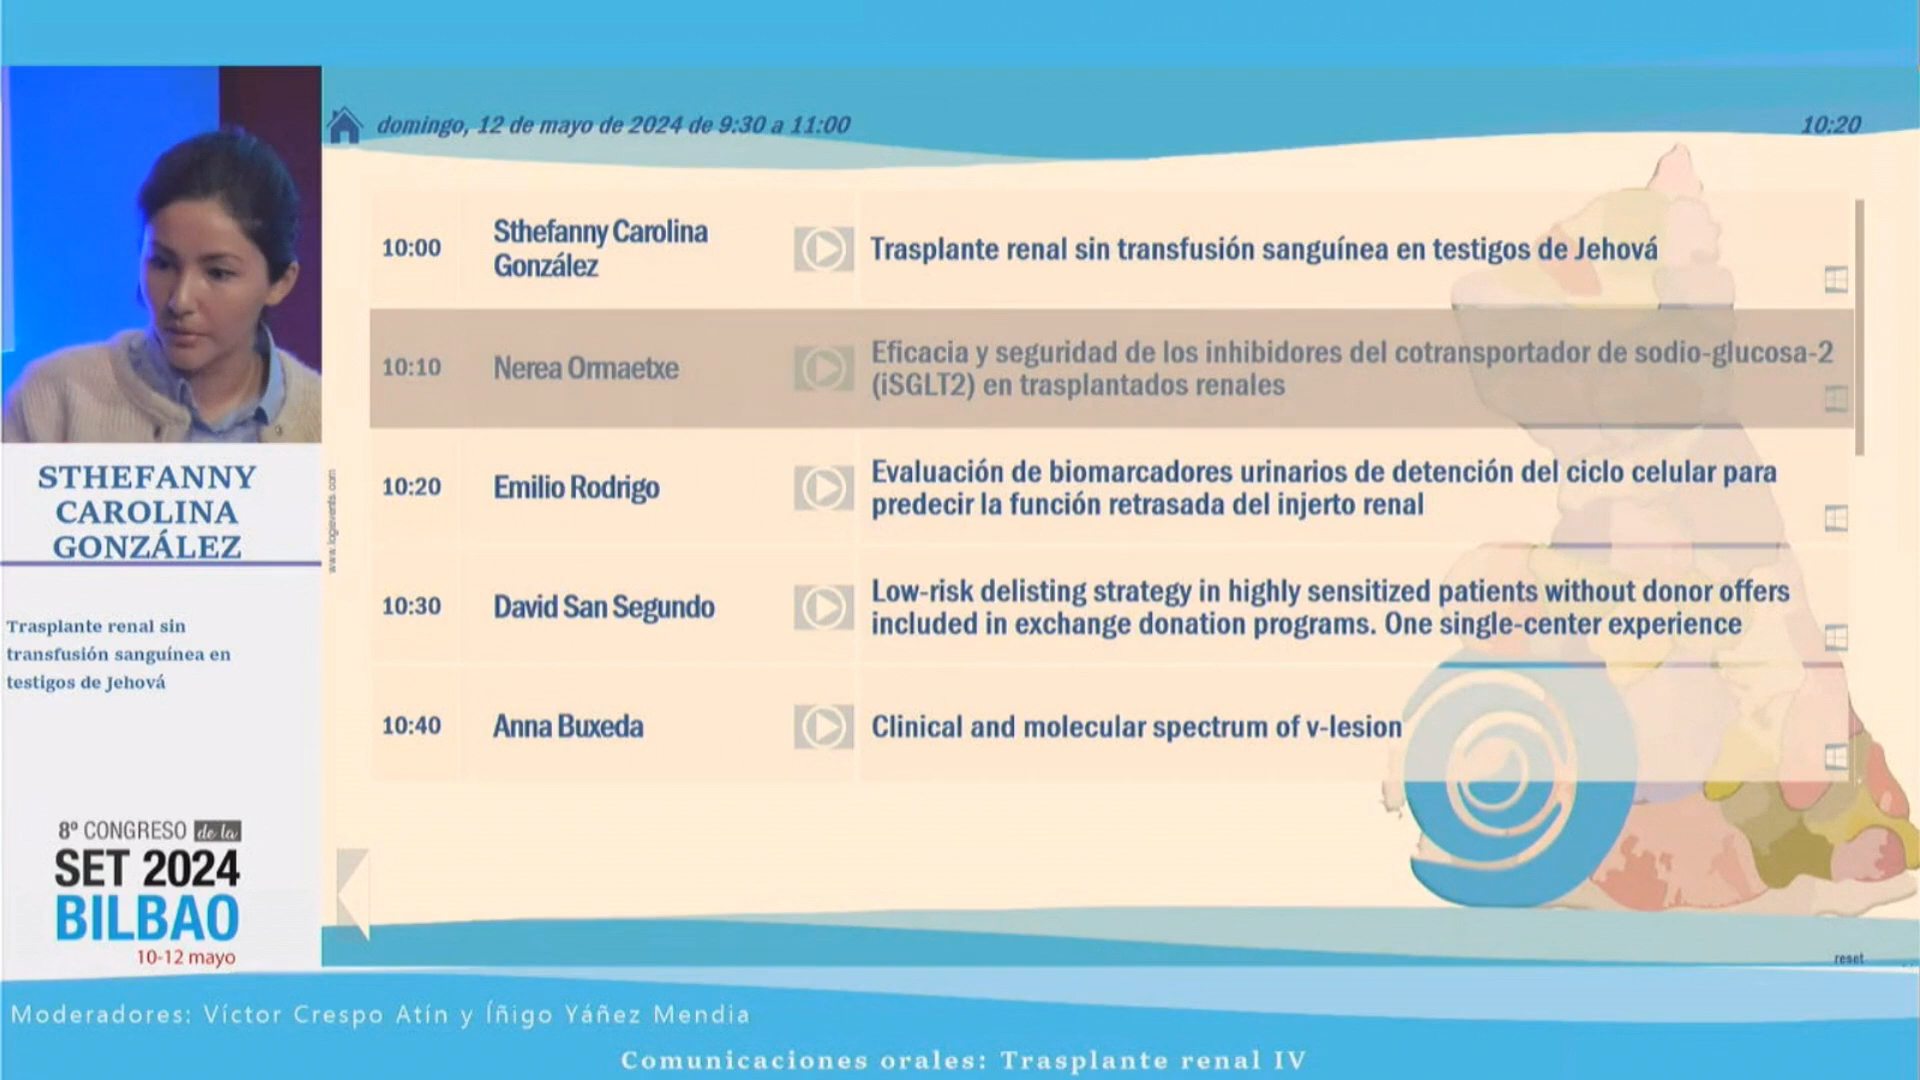 domingo, 12 de mayo de 2024 de 9:30 a 11:00
10:20
10:00
Sthefanny Carolina
González
Trasplante renal sin transfusión sanguínea en testigos de Jehová
10:10
Nerea Ormaetxe
Eficacia y seguridad de los inhibidores del cotransportador de sodio-glucosa-2
(iSGLT2) en trasplantados renales
10:20
Emilio Rodrigo
Evaluación de biomarcadores urinarios de detención del ciclo celular para
predecir la función retrasada del injerto renal
10:30
David San Segundo
Low-risk delisting strategy in highly sensitized patients without donor offers
included in exchange donation programs. One single-center experience
10:40
Anna Buxeda
Clinical and molecular spectrum of v-lesion
www.logievents.com
reset
STHEFANNY
CAROLINA
GONZÁLEZ
Trasplante renal sin
transfusión sanguínea en
testigos de Jehová
8º CONGRESO de la
SET 2024
BILBAO
10-12 mayo
Moderadores: Víctor Crespo Atín y Íñigo Yáñez Mendia
Comunicaciones orales: Trasplante renal IV